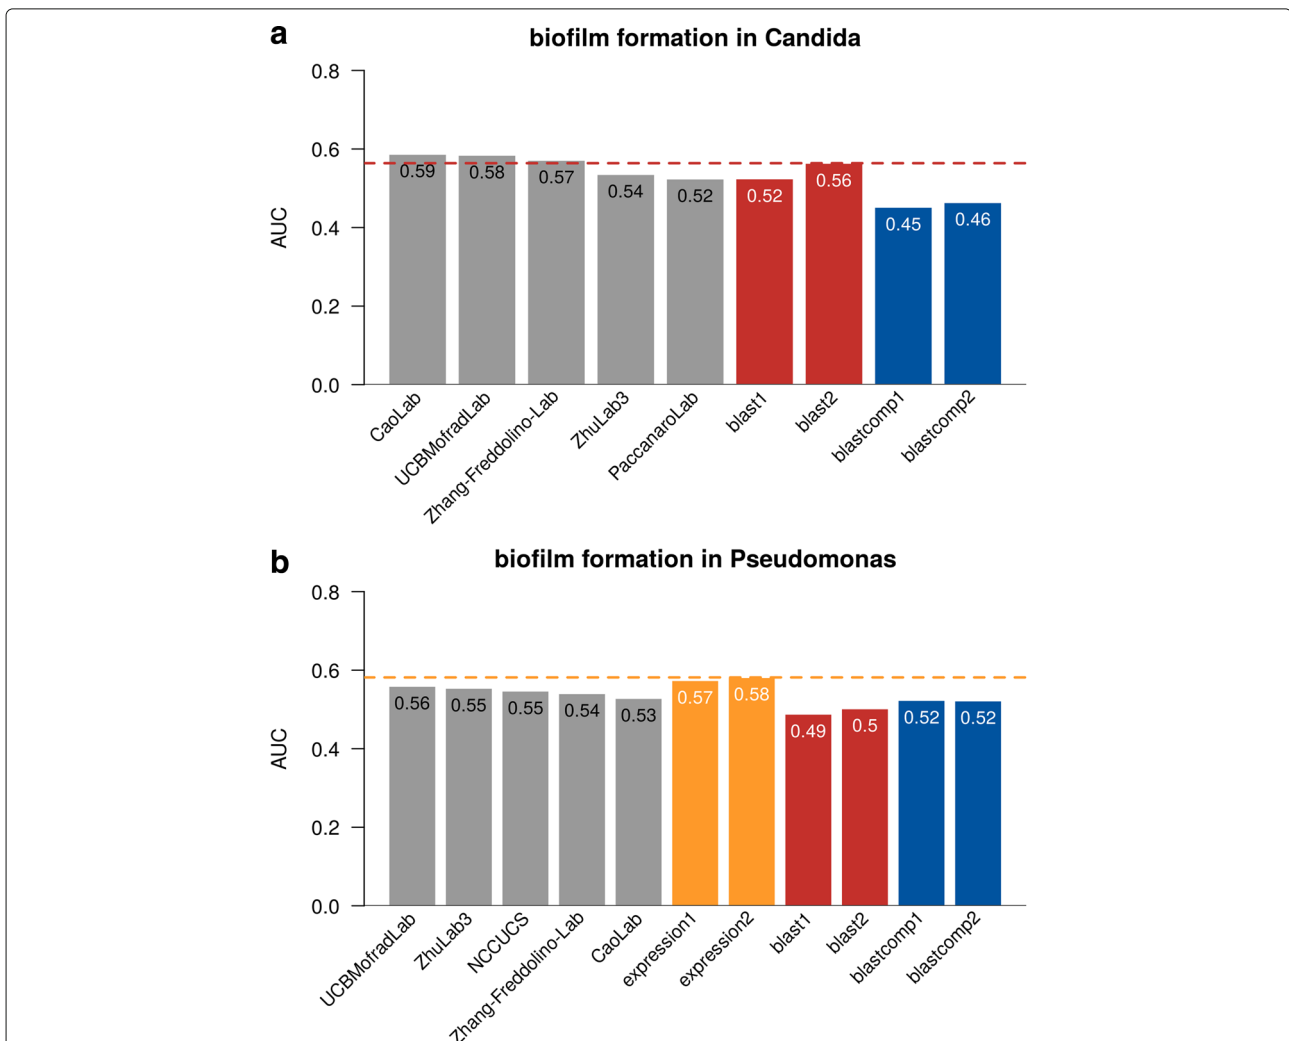 a
biofilm formation in Candida
0.8
0.6
0.4
0.2
0.0
AUC
0.59
0.58
0.57
0.54
0.52
0.52
0.56
0.45
0.46
CaoLab
UCBMofradLab
Zhang-Freddolino-Lab
ZhuLab3
PaccanaroLab
blast1
blast2
blastcomp1
blastcomp2
b
biofilm formation in Pseudomonas
0.8
0.6
0.4
0.2
0.0
AUC
0.56
0.55
0.55
0.54
0.53
0.57
0.58
0.49
0.5
0.52
0.52
UCBMofradLab
ZhuLab3
NCCUCS
Zhang-Freddolino-Lab
CaoLab
expression1
expression2
blast1
blast2
blastcomp1
blastcomp2